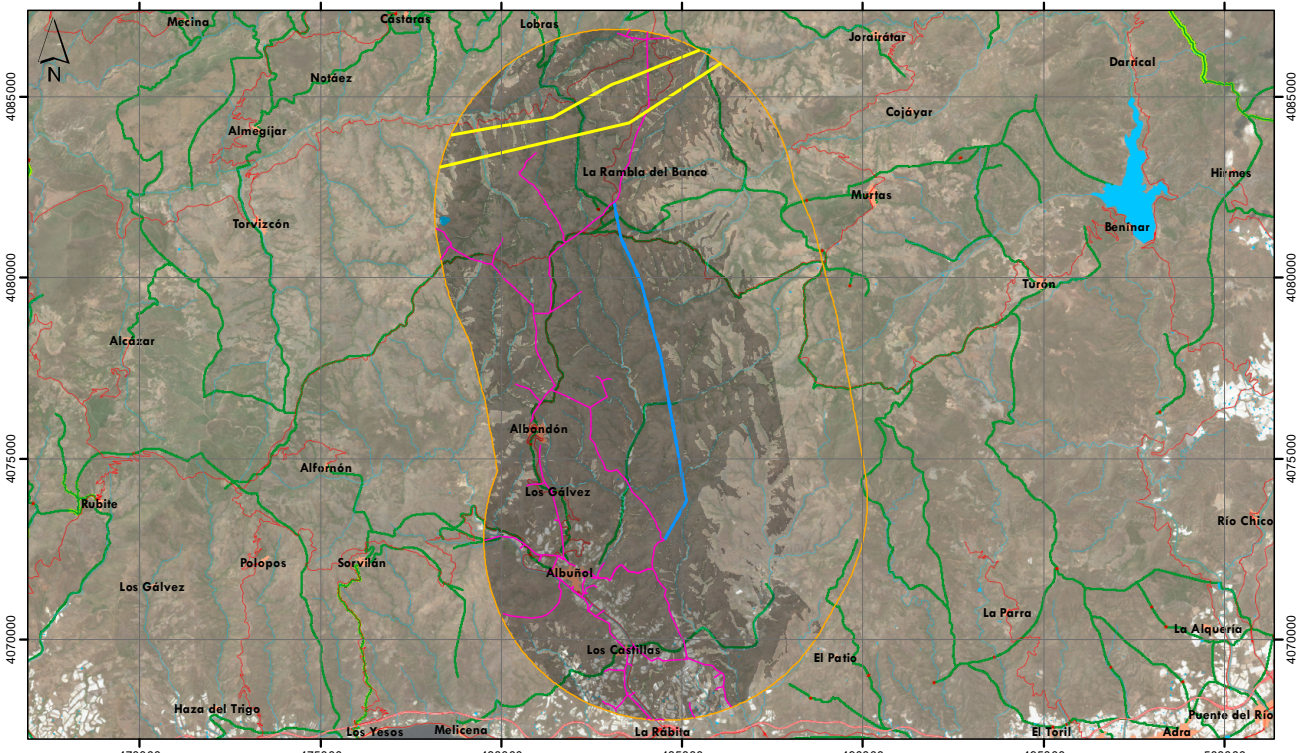 Mecina
Cástaras
Lobras
Jorairátar
Darrícal
N
Notáez
4085000
4085000
Cojáyar
Almegíjar
La Rambla del Banco
Hirmes
Murtas
Torvizcón
Benínar
4080000
4080000
Turón
Alcázar
Albondón
4075000
4075000
Alfornón
Los Gálvez
Rubite
Río Chico
Polopos
Sorvilán
Albuñol
Los Gálvez
La Parra
La Alquería
4070000
4070000
Los Castillas
El Patio
Haza del Trigo
Puente del Río
Los Yesos
Melicena
La Rábita
El Toril
Adra